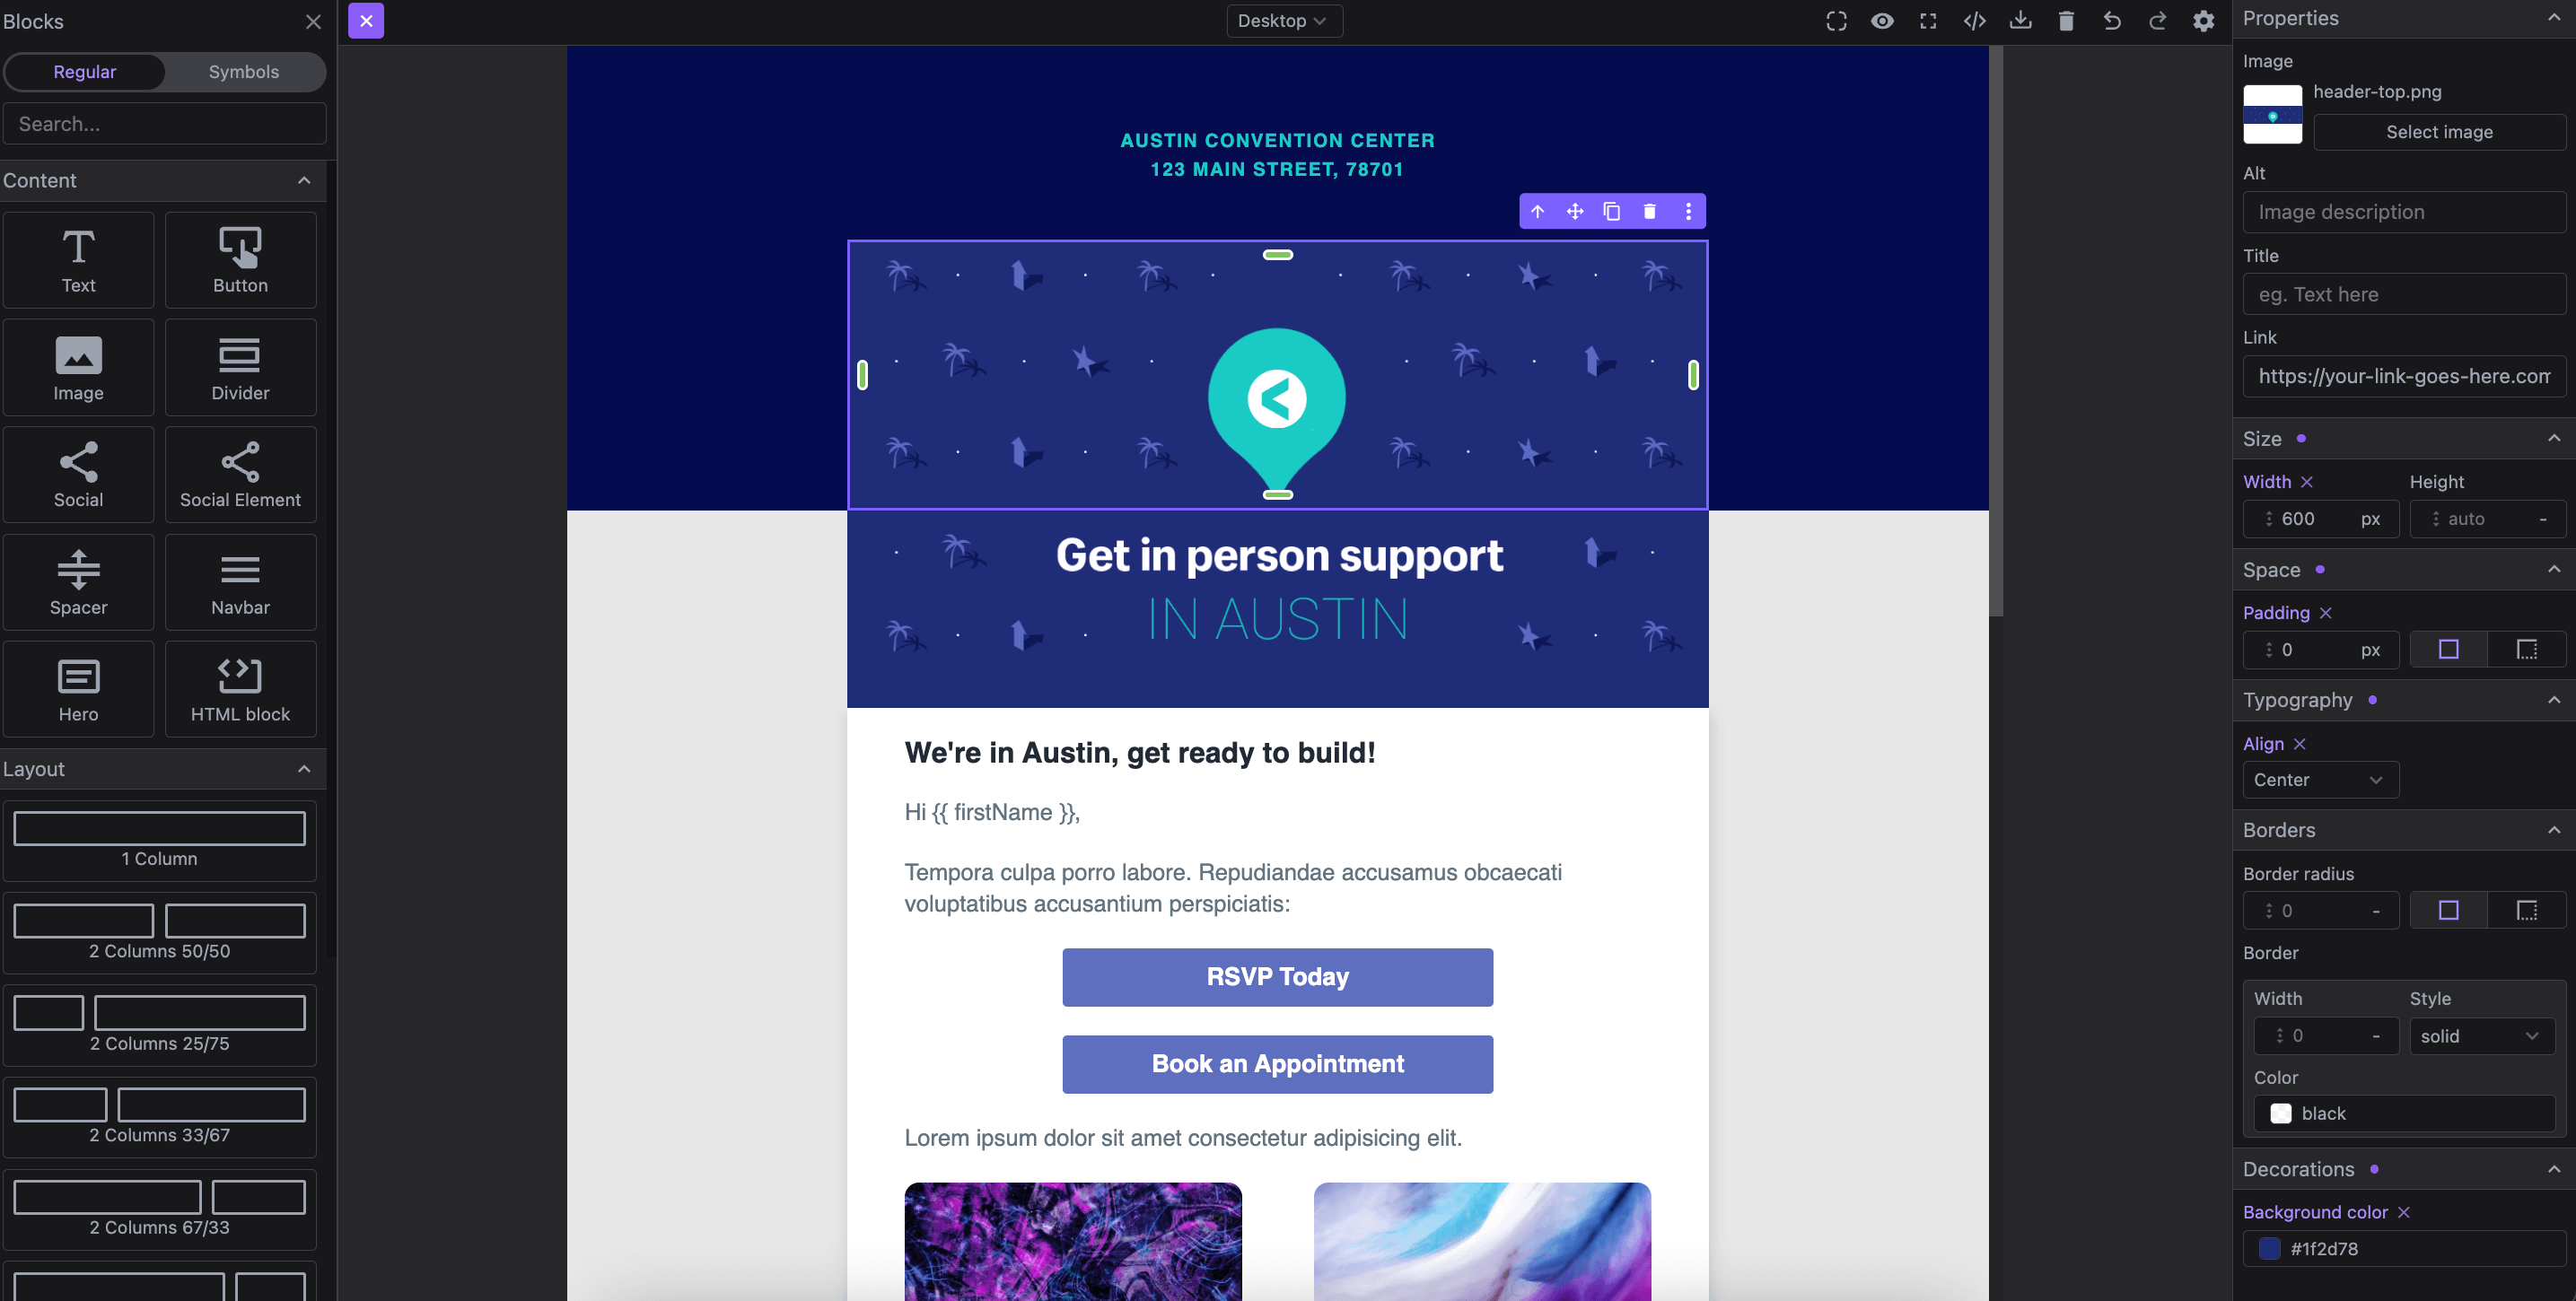 Blocks
Regular
Symbols
Search...
Content
Text
Button
Image
Divider
Social
Social Element
Spacer
Navbar
Hero
HTML block
Layout
1 Column
2 Columns 50/50
2 Columns 25/75
2 Columns 33/67
2 Columns 67/33
Desktop
AUSTIN CONVENTION CENTER
123 MAIN STREET, 78701
Get in person support
IN AUSTIN
We're in Austin, get ready to build!
Hi {{ firstName }},
Tempora culpa porro labore. Repudiandae accusamus obcaecati
voluptatibus accusantium perspiciatis:
RSVP Today
Book an Appointment
Lorem ipsum dolor sit amet consectetur adipisicing elit.
Properties
Image
header-top.png
Select image
Alt
Image description
Title
eg. Text here
Link
https://your-link-goes-here.com
Size
Width
Height
600 px
auto -
Space
Padding
0 px
Typography
Align
Center
Borders
Border radius
0 -
Border
Width
Style
0 -
solid
Color
black
Decorations
Background color
#1f2d78